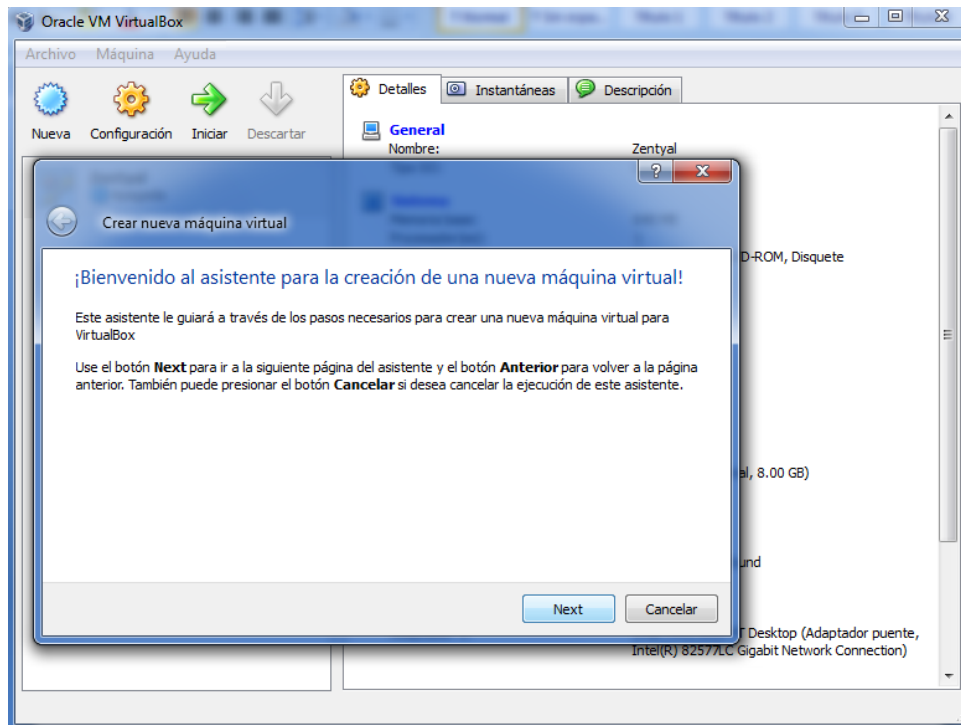 Oracle VM VirtualBox
Archivo Máquina Ayuda
Nueva Configuración Iniciar Descartar
Detalles Instantáneas Descripción
General
Nombre: Zentyal
Crear nueva máquina virtual
¡Bienvenido al asistente para la creación de una nueva máquina virtual!
Este asistente le guiará a través de los pasos necesarios para crear una nueva máquina virtual para
VirtualBox
Use el botón Next para ir a la siguiente página del asistente y el botón Anterior para volver a la página
anterior. También puede presionar el botón Cancelar si desea cancelar la ejecución de este asistente.
Next Cancelar
D-ROM, Disquete
al, 8.00 GB)
und
T Desktop (Adaptador puente,
Intel(R) 82577LC Gigabit Network Connection)